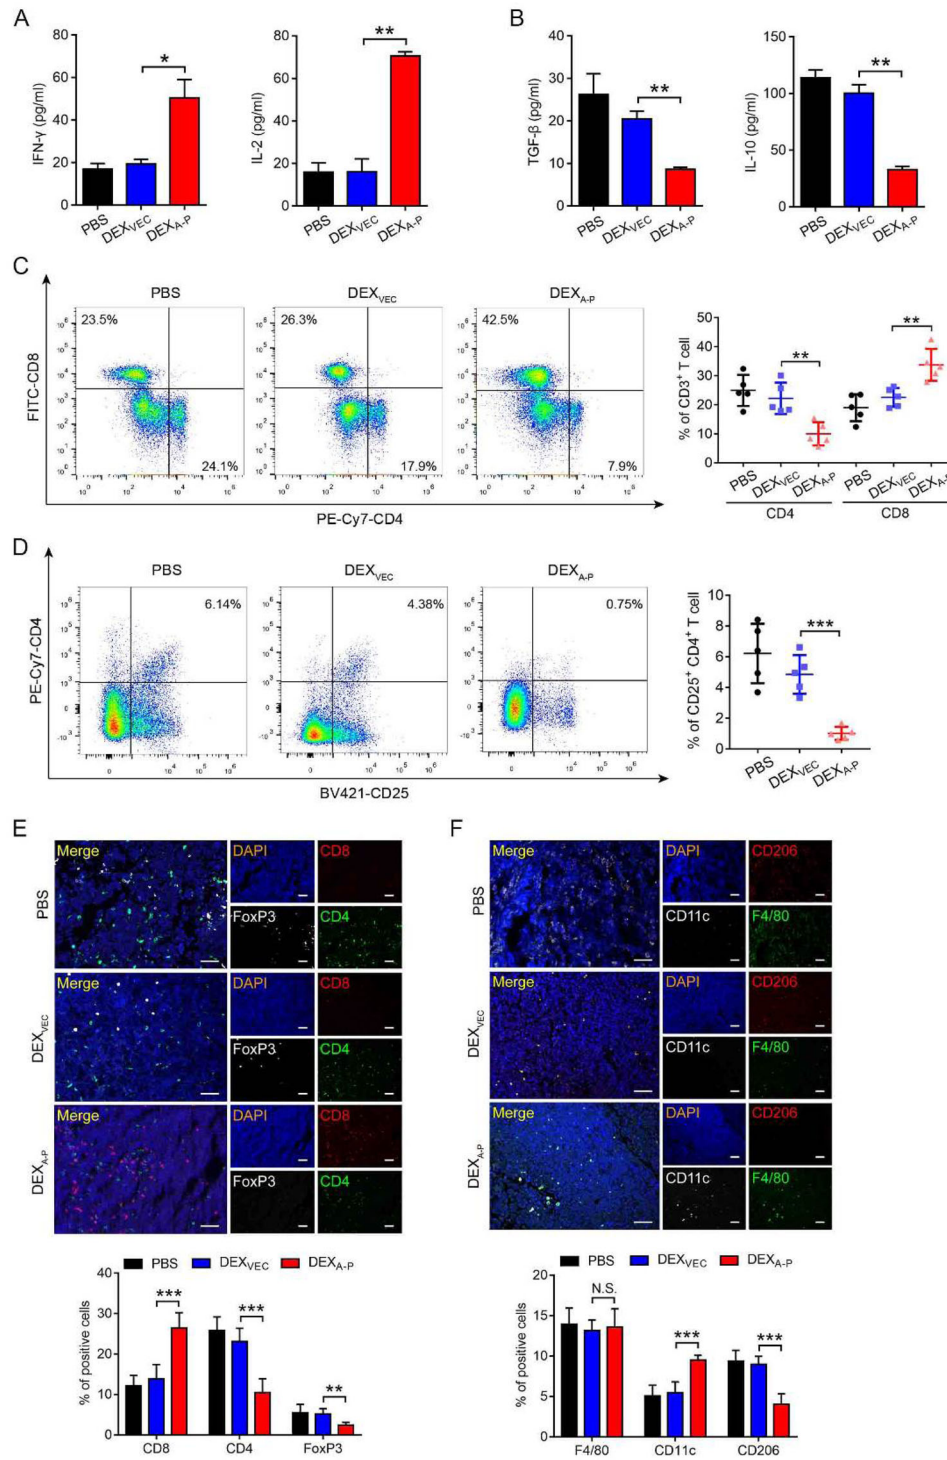 A
B
IFN-γ (pg/ml)
80
60
40
20
0
*
PBS
DEXVEC
DEXA-P
IL-2 (pg/ml)
80
60
40
20
0
**
PBS
DEXVEC
DEXA-P
TGF-β (pg/ml)
40
30
20
10
0
**
PBS
DEXVEC
DEXA-P
IL-10 (pg/ml)
150
100
50
0
**
PBS
DEXVEC
DEXA-P
C
PBS
DEXVEC
DEXA-P
FITC-CD8
23.5%
24.1%
26.3%
17.9%
42.5%
7.9%
PE-Cy7-CD4
% of CD3+ T cell
50
40
30
20
10
0
**
**
PBS
DEXVEC
DEXA-P
PBS
DEXVEC
DEXA-P
CD4
CD8
D
PBS
DEXVEC
DEXA-P
PE-Cy7-CD4
6.14%
4.38%
0.75%
BV421-CD25
% of CD25+ CD4+ T cell
10
8
6
4
2
0
***
PBS
DEXVEC
DEXA-P
E
PBS
Merge
DAPI
CD8
FoxP3
CD4
DEXVEC
Merge
DAPI
CD8
FoxP3
CD4
DEXA-P
Merge
DAPI
CD8
FoxP3
CD4
PBS
DEXVEC
DEXA-P
% of positive cells
40
30
20
10
0
***
***
**
CD8
CD4
FoxP3
F
PBS
Merge
DAPI
CD206
CD11c
F4/80
DEXVEC
Merge
DAPI
CD206
CD11c
F4/80
DEXA-P
Merge
DAPI
CD206
CD11c
F4/80
PBS
DEXVEC
DEXA-P
% of positive cells
20
15
10
5
0
N.S.
***
***
F4/80
CD11c
CD206